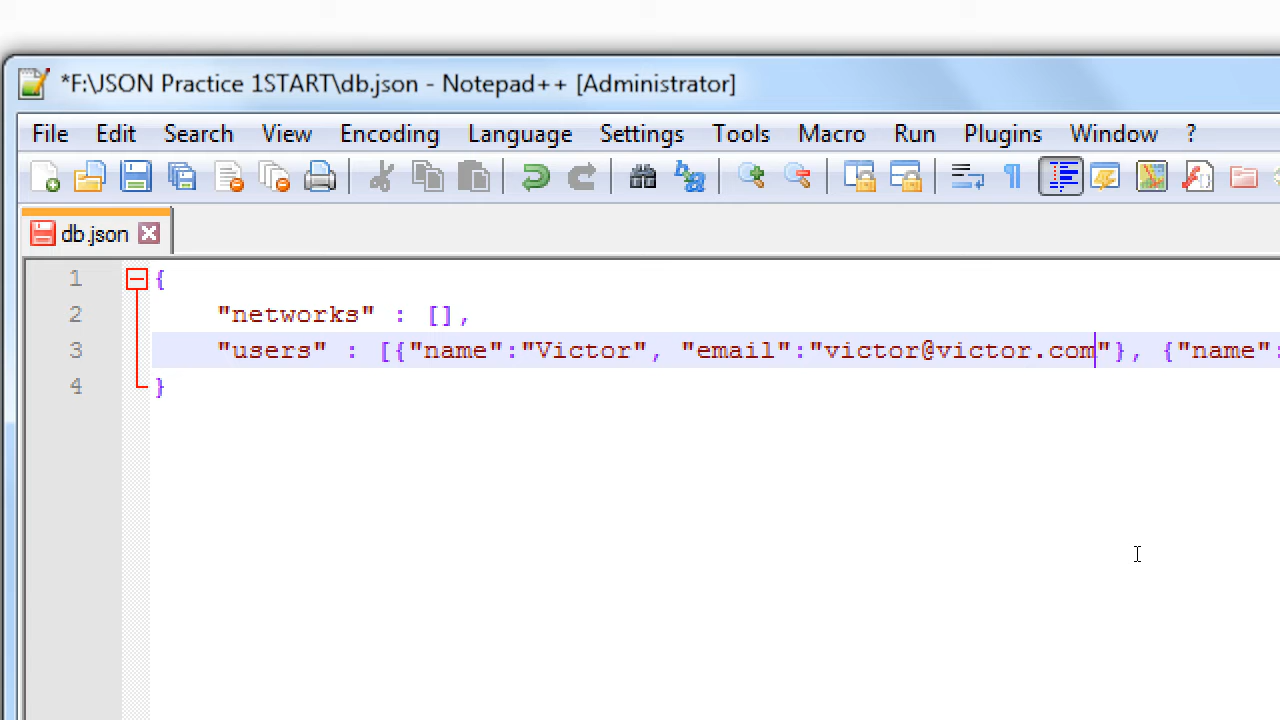 *F:\JSON Practice 1START\db.json - Notepad++ [Administrator]
File Edit Search View Encoding Language Settings Tools Macro Run Plugins Window ?
db.json
1 {
2 "networks" : [],
3 "users" : [{"name":"Victor", "email":"victor@victor.com"}, {"name":
4 }